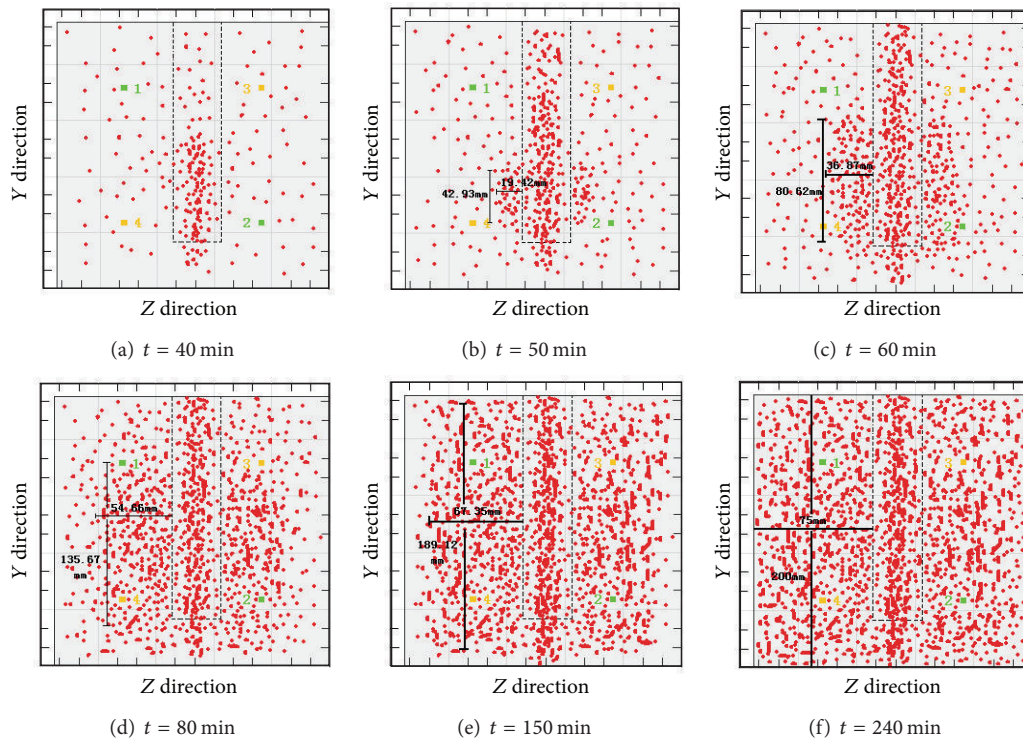 Y direction
1
3
4
2
Z direction
(a) t = 40 min
Y direction
1
3
19.42mm
42.93mm
4
2
Z direction
(b) t = 50 min
Y direction
1
3
36.87mm
80.62mm
4
2
Z direction
(c) t = 60 min
Y direction
1
3
54.66mm
135.67
mm
4
2
Z direction
(d) t = 80 min
Y direction
1
3
67.35mm
189.12
mm
4
2
Z direction
(e) t = 150 min
Y direction
1
3
75mm
200mm
4
2
Z direction
(f) t = 240 min